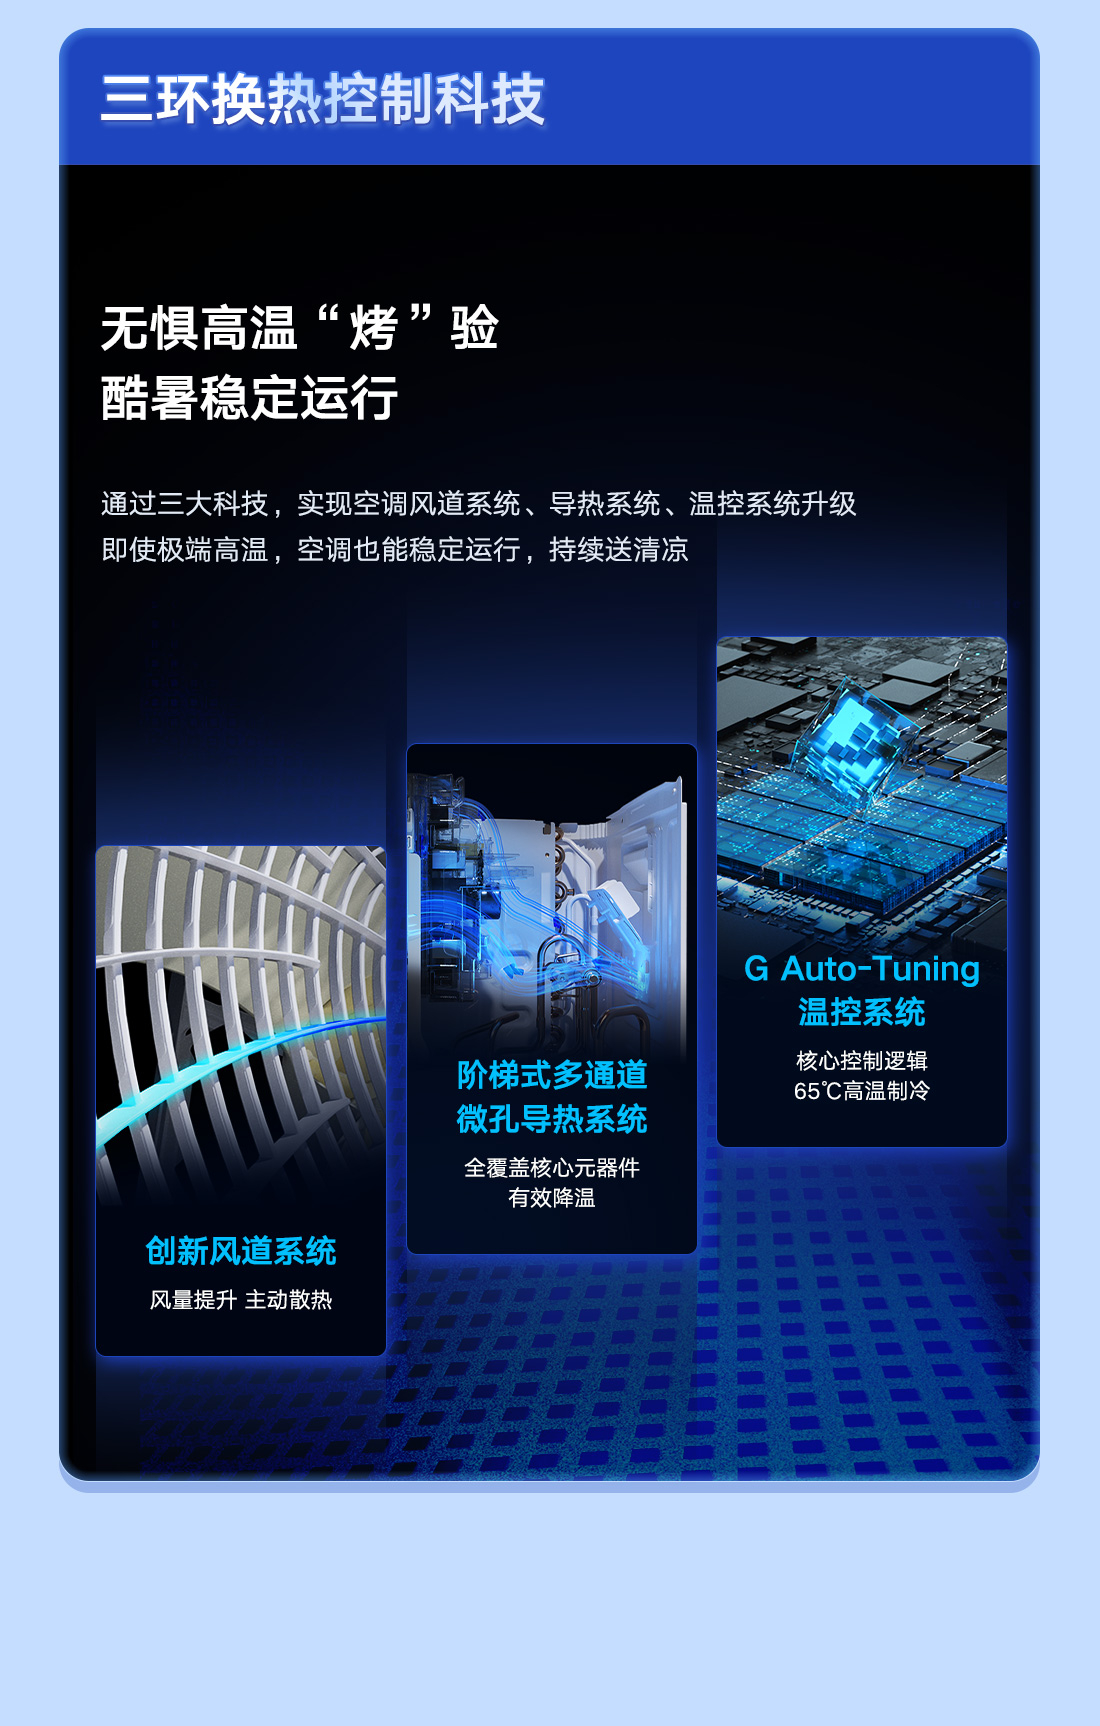 三环换热控制科技
无惧高温“烤”验
酷暑稳定运行
通过三大科技，实现空调风道系统、导热系统、温控系统升级
即使极端高温，空调也能稳定运行，持续送清凉
创新风道系统
风量提升 主动散热
阶梯式多通道
微孔导热系统
全覆盖核心元器件
有效降温
G Auto-Tuning
温控系统
核心控制逻辑
65℃高温制冷